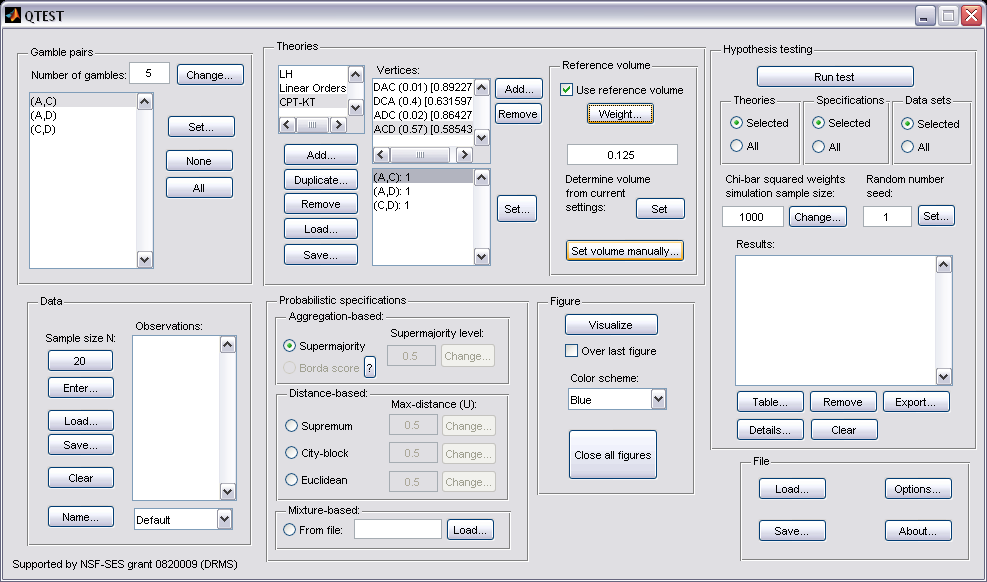 QTEST
Gamble pairs
Number of gambles: 5 Change...
(A,C)
(A,D)
(C,D)
Set...
None
All
Theories
LH
Linear Orders
CPT-KT
Add...
Duplicate...
Remove
Load...
Save...
Vertices:
DAC (0.01) [0.89227
DCA (0.4) [0.631597
ADC (0.02) [0.86427
ACD (0.57) [0.58543
Add...
Remove
(A,C): 1
(A,D): 1
(C,D): 1
Set...
Reference volume
Use reference volume
Weight...
0.125
Determine volume
from current
settings: Set
Set volume manually...
Hypothesis testing
Run test
Theories
Selected
All
Specifications
Selected
All
Data sets
Selected
All
Chi-bar squared weights
simulation sample size:
1000 Change...
Random number
seed:
1 Set...
Results:
Table... Remove Export...
Details... Clear
Data
Sample size N:
20
Enter...
Load...
Save...
Clear
Name...
Observations:
Default
Probabilistic specifications
Aggregation-based:
Supermajority
Borda score ?
Supermajority level:
0.5 Change...
Distance-based:
Max-distance (U):
Supremum 0.5 Change...
City-block 0.5 Change...
Euclidean 0.5 Change...
Mixture-based:
From file: Load...
Figure
Visualize
Over last figure
Color scheme:
Blue
Close all figures
File
Load... Options...
Save... About...
Supported by NSF-SES grant 0820009 (DRMS)